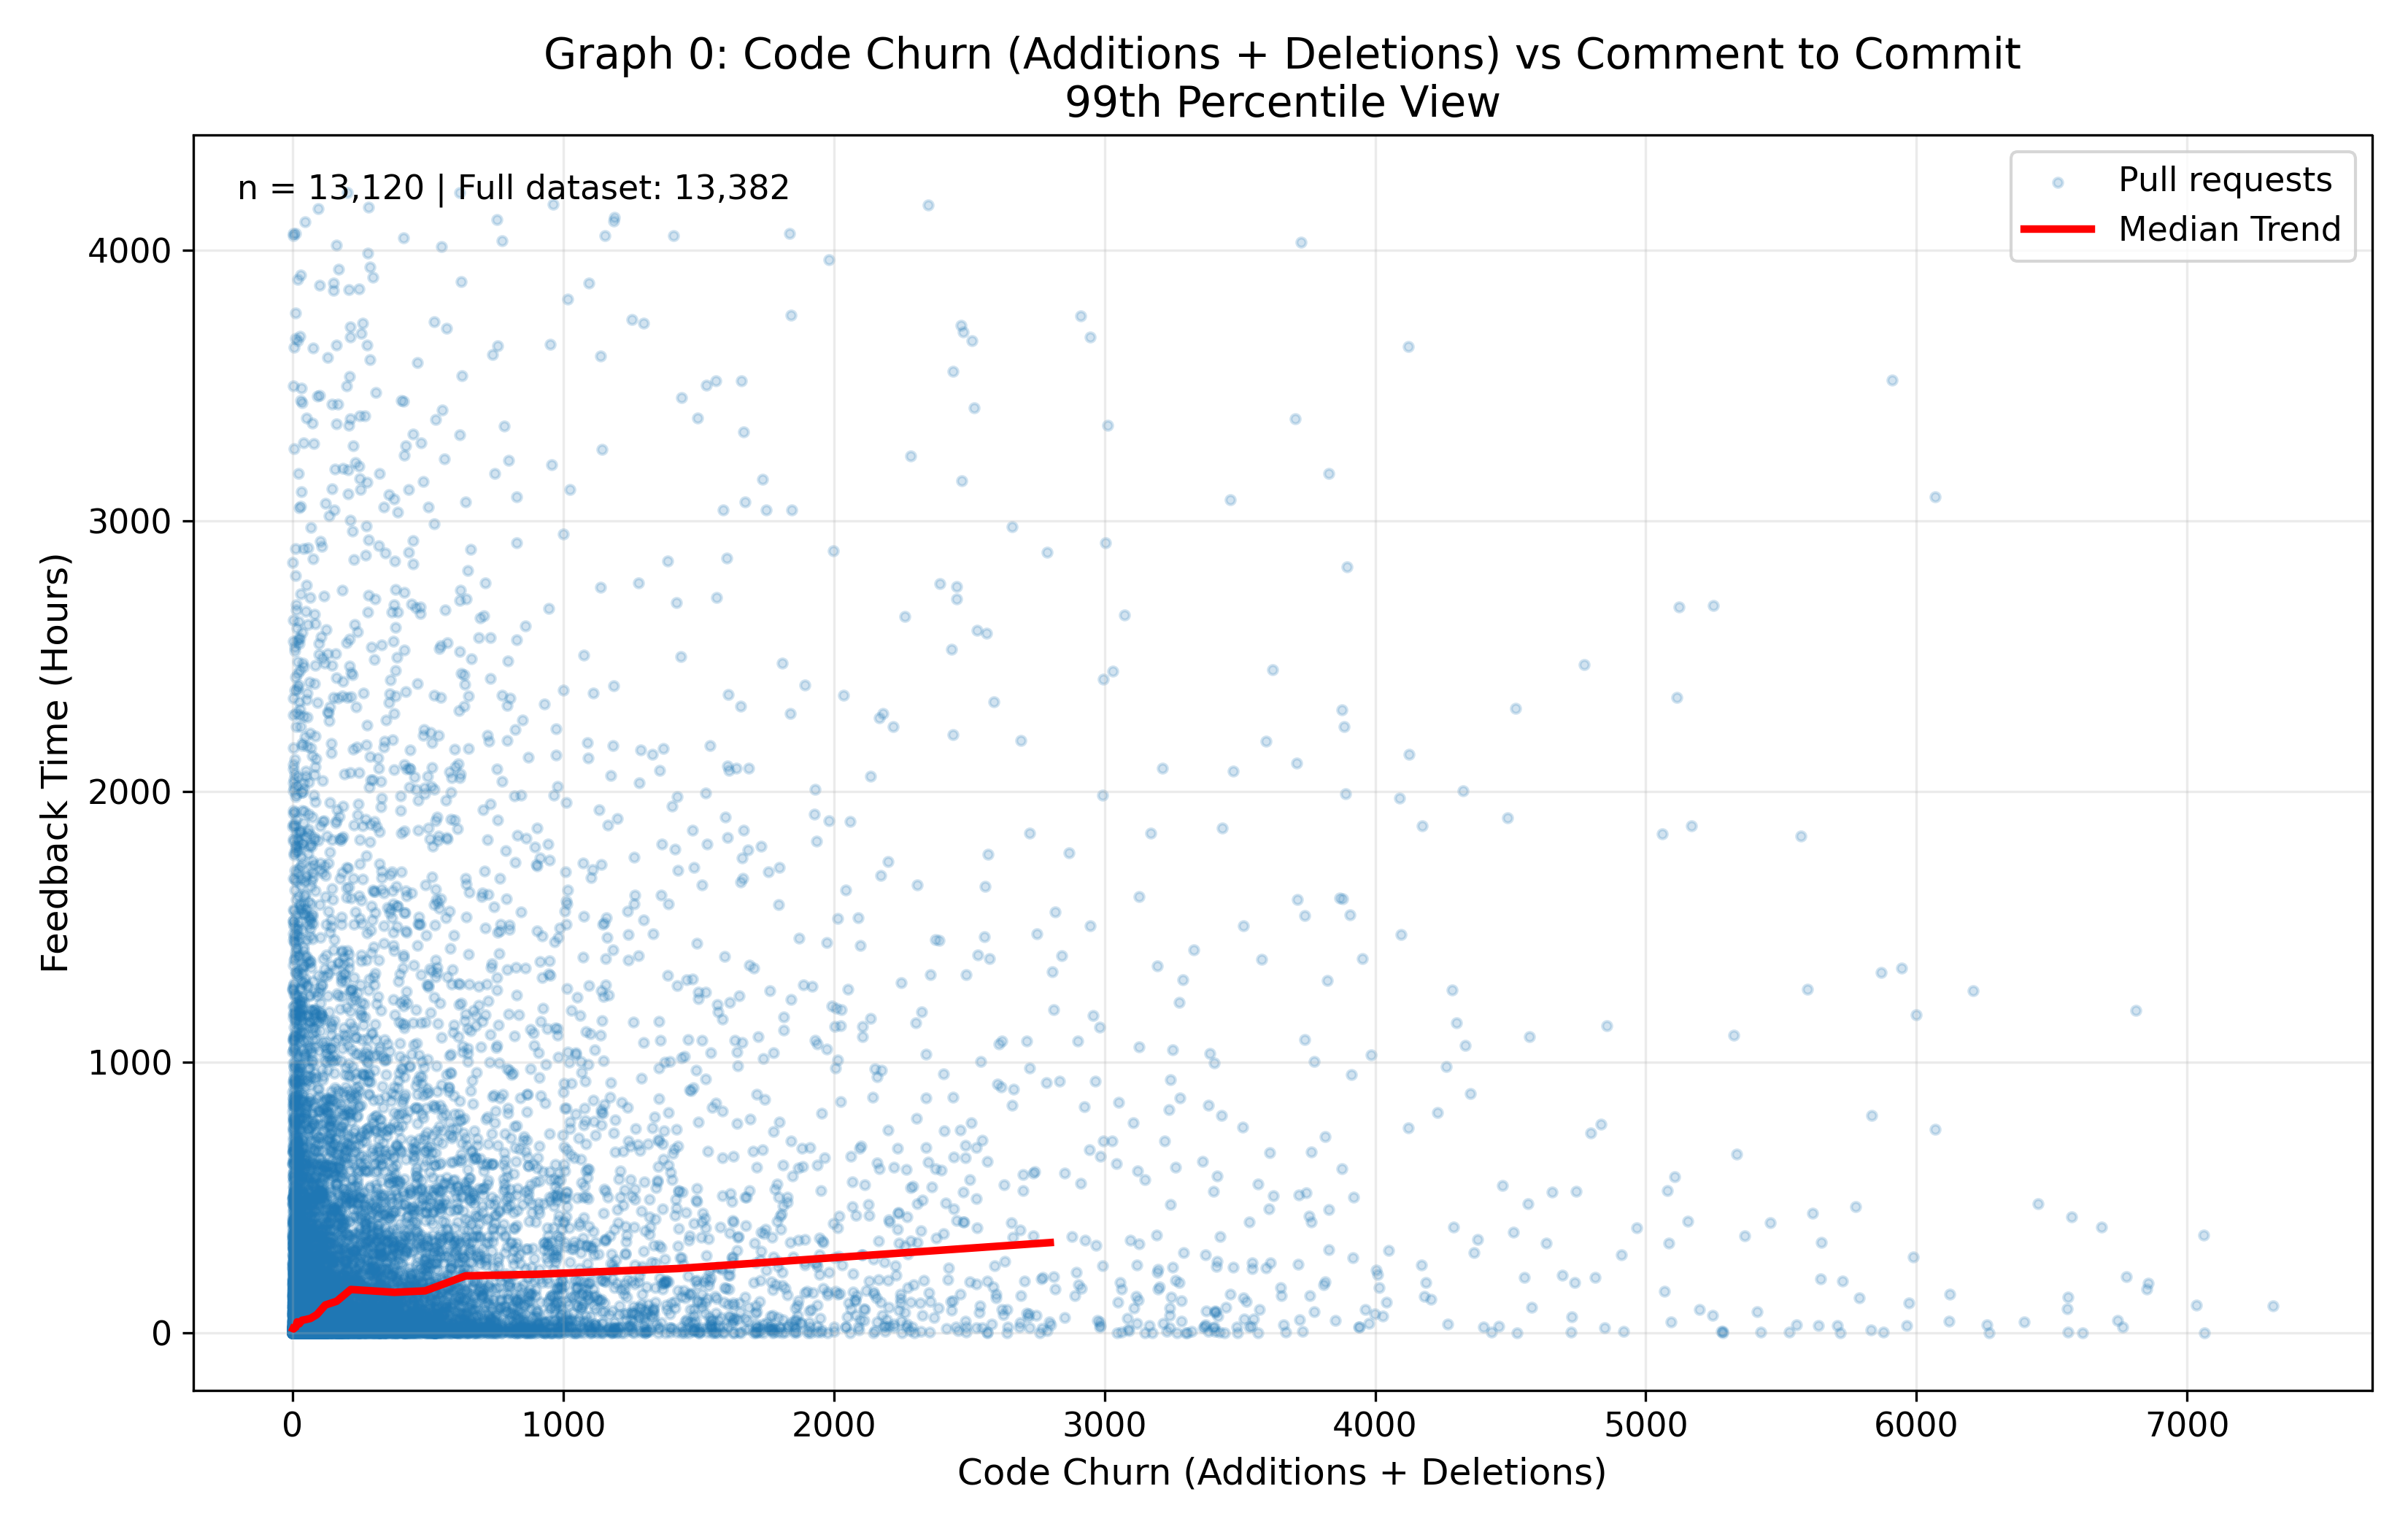 Graph 0: Code Churn (Additions + Deletions) vs Comment to Commit
99th Percentile View
n = 13,120 | Full dataset: 13,382
Pull requests
Median Trend
Feedback Time (Hours)
4000
3000
2000
1000
0
0 1000 2000 3000 4000 5000 6000 7000
Code Churn (Additions + Deletions)